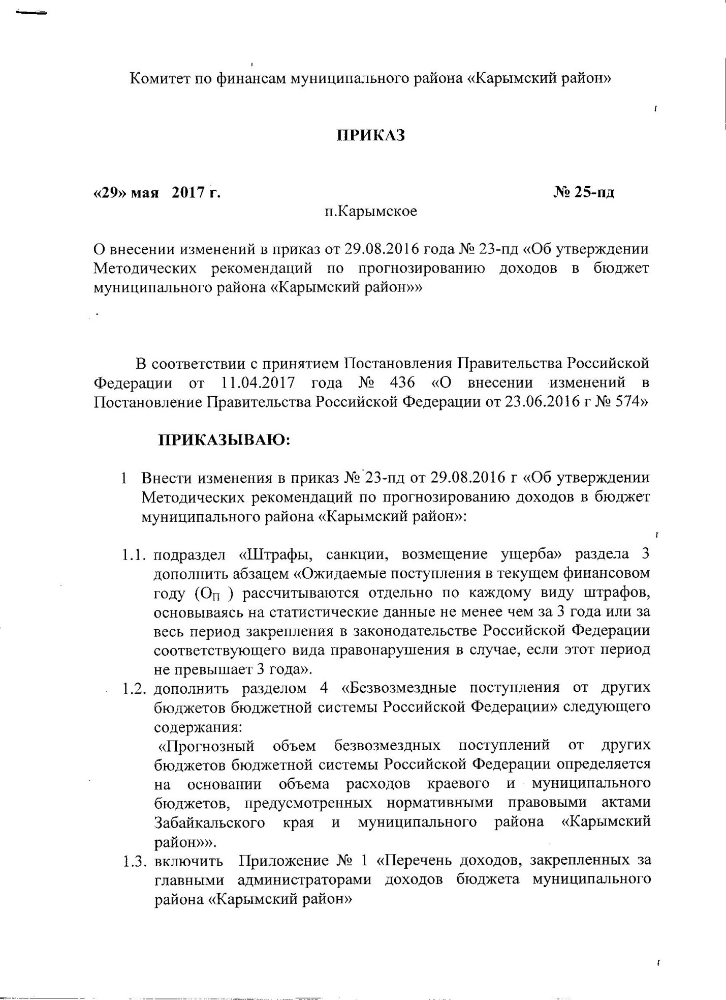 Комитет по финансам муниципального района «Карымский район»
ПРИКАЗ
«29» мая 2017 г. № 25-пд
п.Карымское
О внесении изменений в приказ от 29.08.2016 года № 23-пд «Об утверждении
Методических рекомендаций по прогнозированию доходов в бюджет
муниципального района «Карымский район»»
В соответствии с принятием Постановления Правительства Российской
Федерации от 11.04.2017 года № 436 «О внесении изменений в
Постановление Правительства Российской Федерации от 23.06.2016 г № 574»
ПРИКАЗЫВАЮ:
1 Внести изменения в приказ № 23-пд от 29.08.2016 г «Об утверждении
Методических рекомендаций по прогнозированию доходов в бюджет
муниципального района «Карымский район»:
1.1. подраздел «Штрафы, санкции, возмещение ущерба» раздела 3
дополнить абзацем «Ожидаемые поступления в текущем финансовом
году (Оп ) рассчитываются отдельно по каждому виду штрафов,
основываясь на статистические данные не менее чем за 3 года или за
весь период закрепления в законодательстве Российской Федерации
соответствующего вида правонарушения в случае, если этот период
не превышает 3 года».
1.2. дополнить разделом 4 «Безвозмездные поступления от других
бюджетов бюджетной системы Российской Федерации» следующего
содержания:
«Прогнозный объем безвозмездных поступлений от других
бюджетов бюджетной системы Российской Федерации определяется
на основании объема расходов краевого и муниципального
бюджетов, предусмотренных нормативными правовыми актами
Забайкальского края и муниципального района «Карымский
район»».
1.3. включить Приложение № 1 «Перечень доходов, закрепленных за
главными администраторами доходов бюджета муниципального
района «Карымский район»